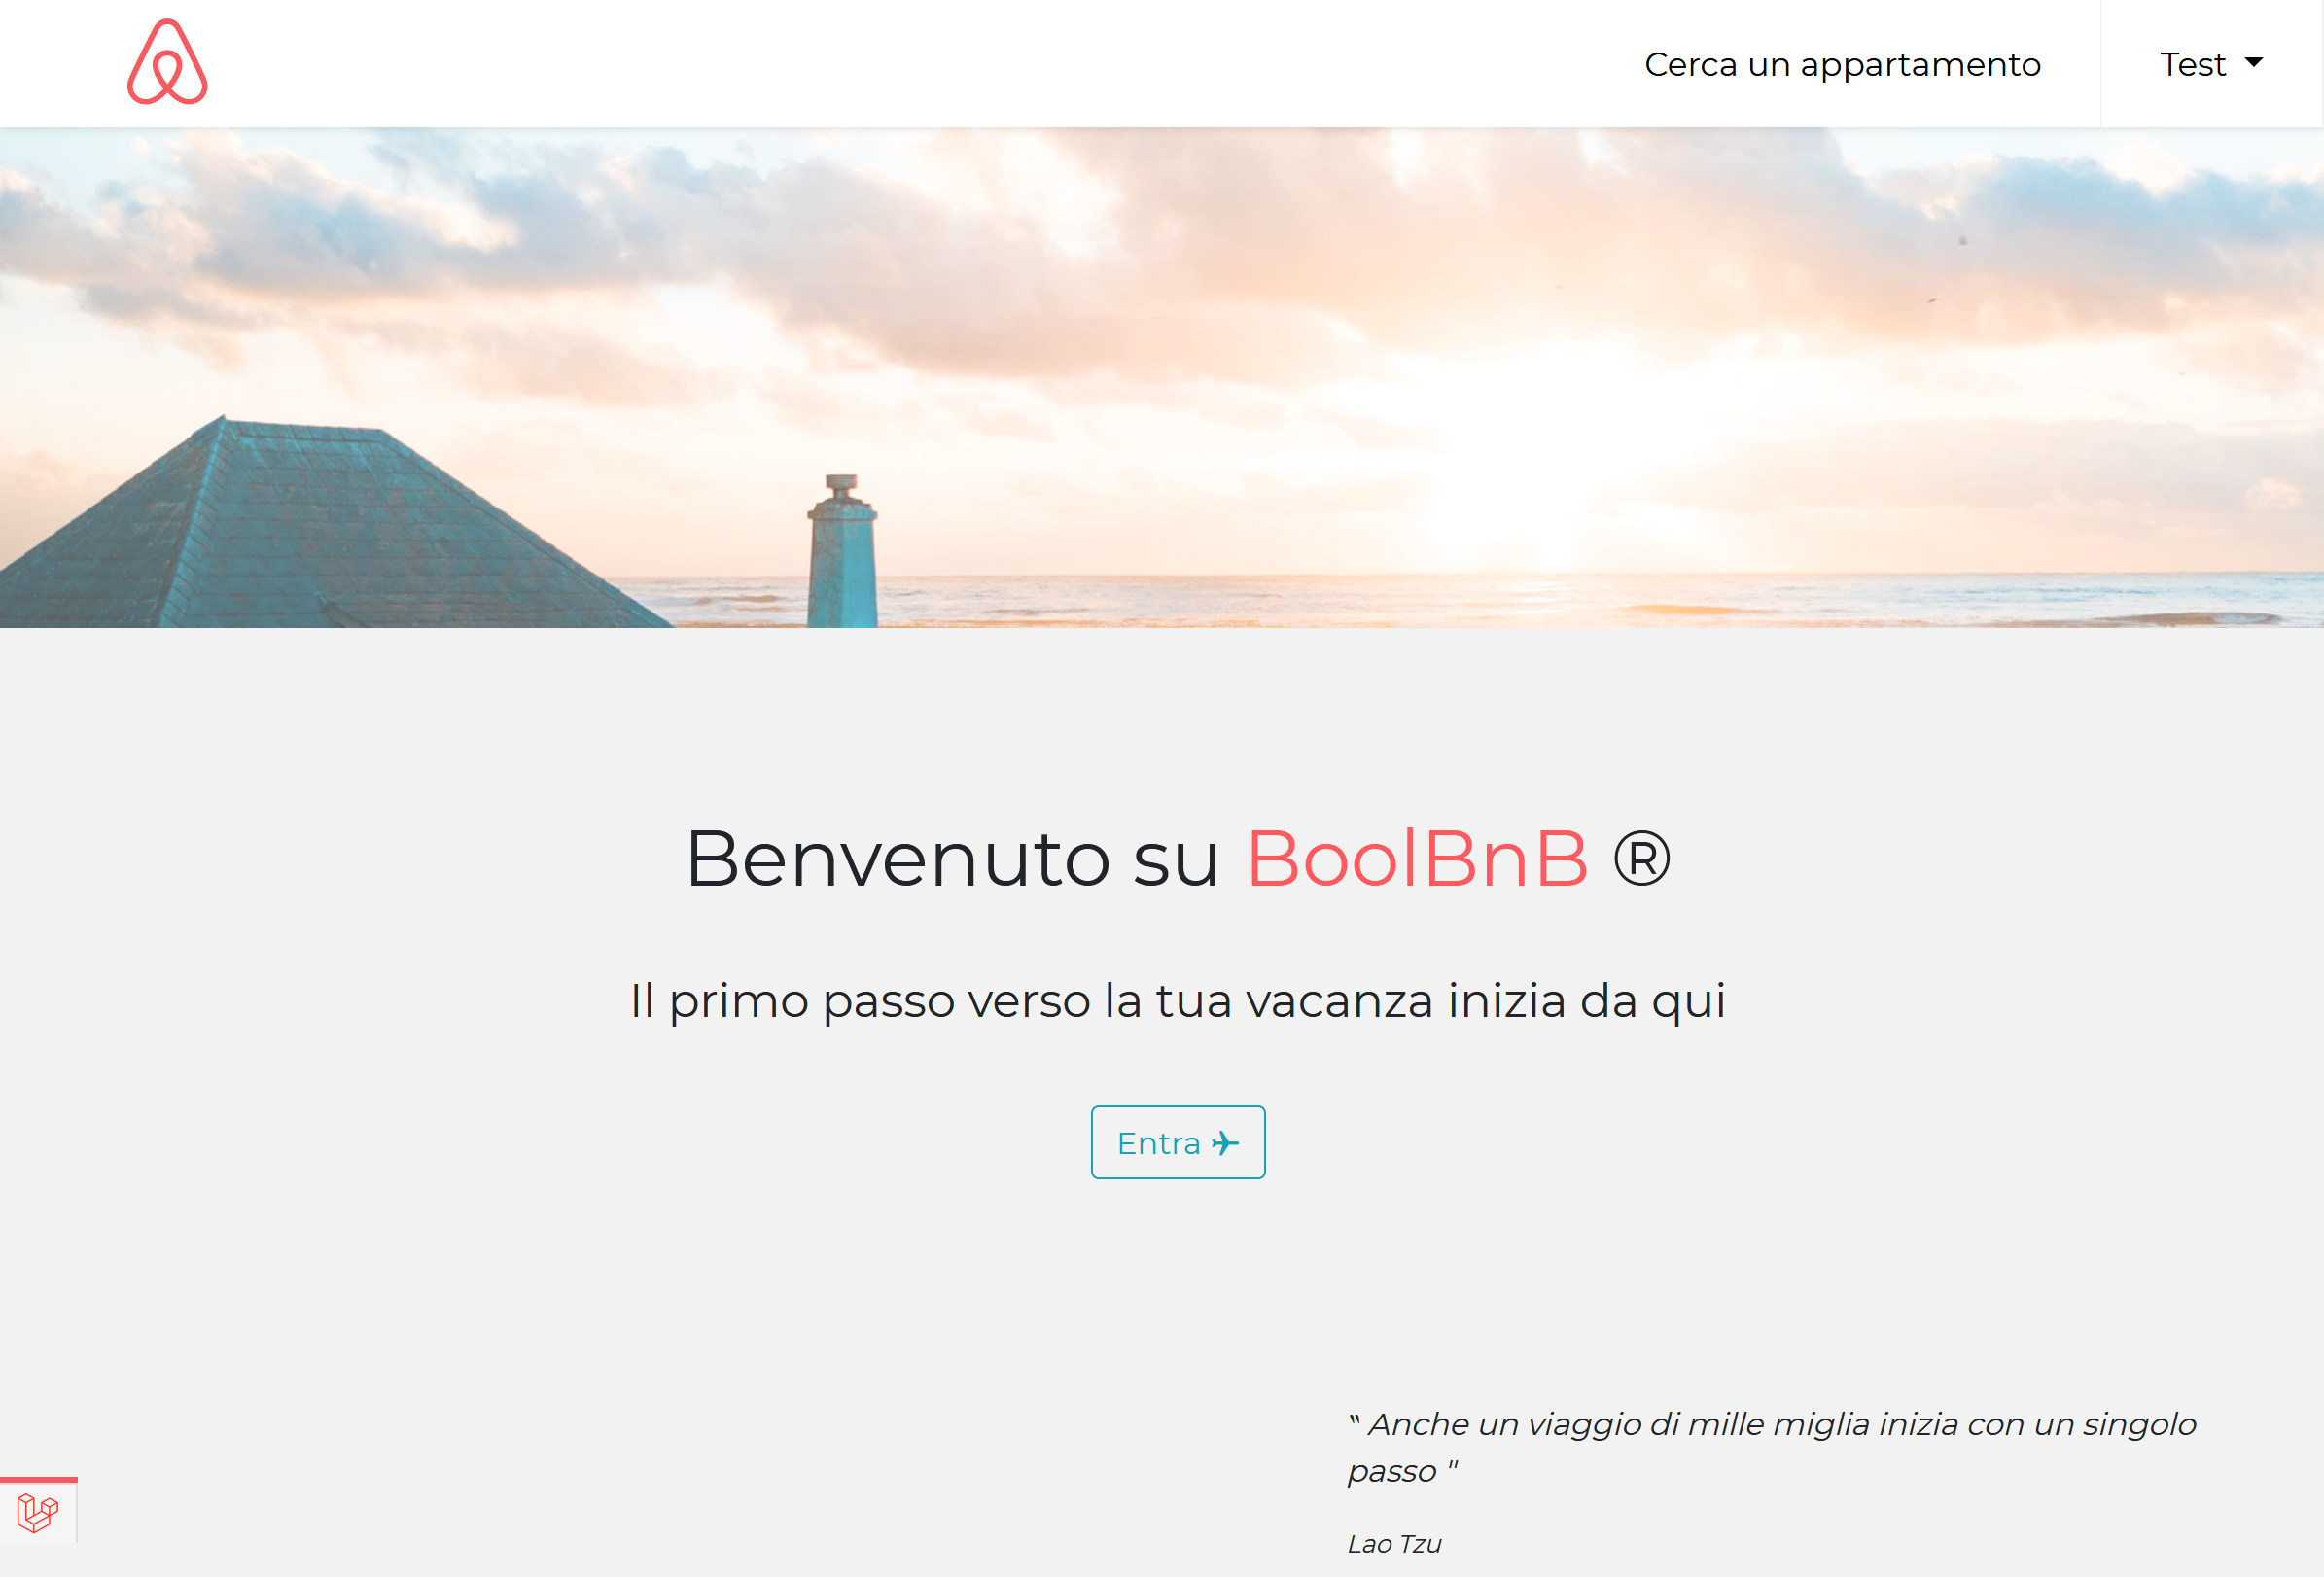 Cerca un appartamento
Test
Benvenuto su BoolBnB ®
Il primo passo verso la tua vacanza inizia da qui
Entra
‟ Anche un viaggio di mille miglia inizia con un singolo
passo "
Lao Tzu